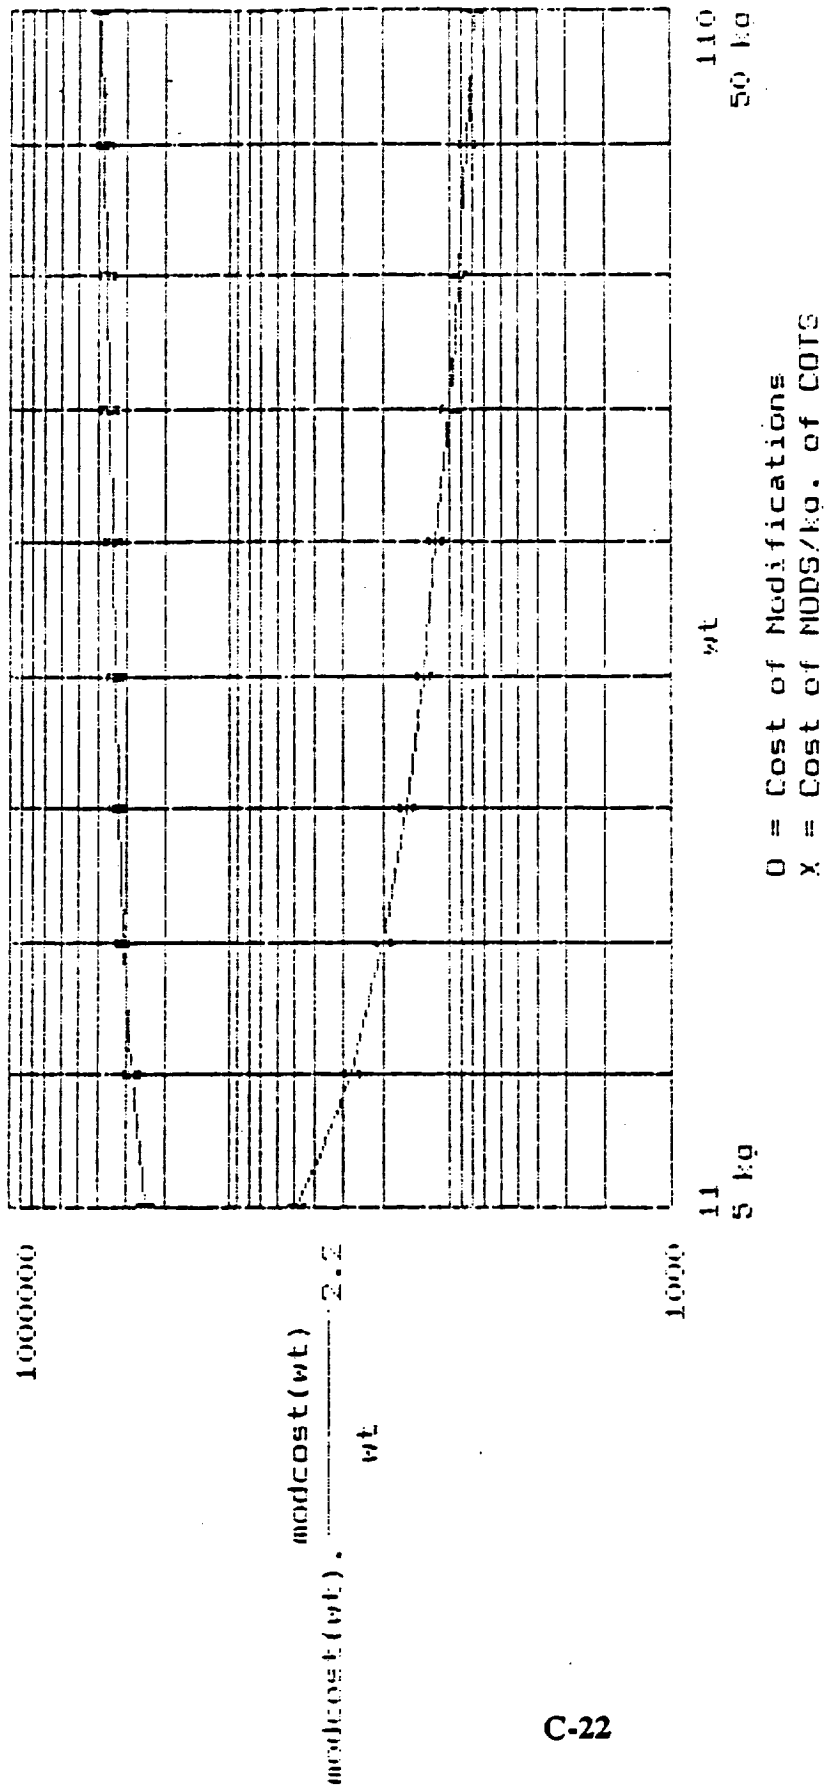 1000000
modcost(wt)
modcost(wt), 2.2
wt
1000
11 wt 110
5 kg 50 kg
O = Cost of Modifications
X = Cost of MODS/kg. of COTS
C-22